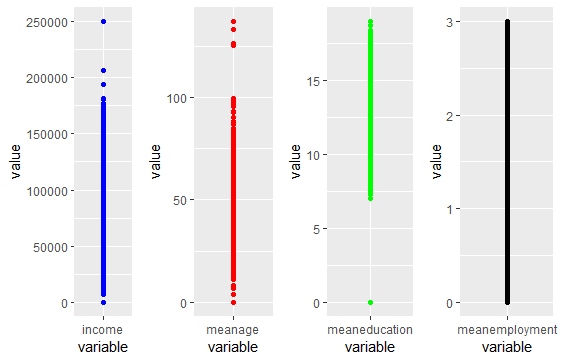 value
250000
200000
150000
100000
50000
0
income
variable
value
100
50
0
meanage
variable
value
15
10
5
0
meaneducation
variable
value
3
2
1
0
meanemployment
variable